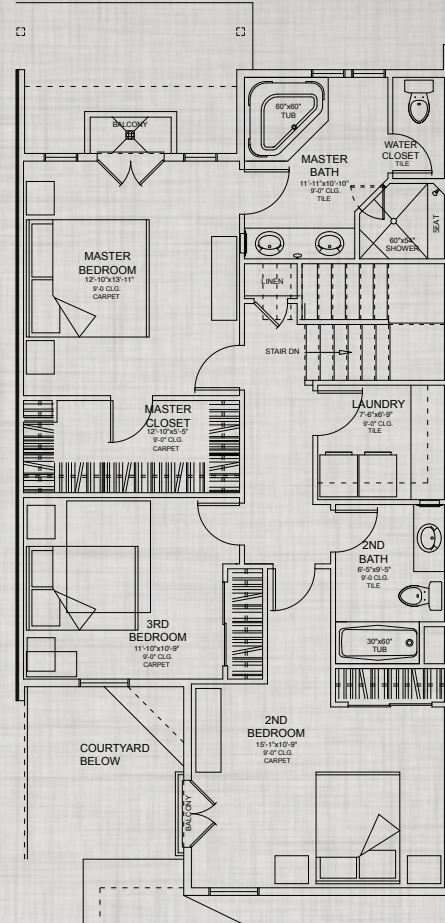 BALCONY
60"x60"
TUB
MASTER
BATH
11'-11"x10'-10"
9'-0" CLG.
TILE
WATER
CLOSET
TILE
SEAT
60"x54"
SHOWER
MASTER
BEDROOM
12'-10"x13'-11"
9'-0 CLG.
CARPET
LINEN
STAIR DN
MASTER
CLOSET
12'-10"x5'-5"
9'-0" CLG.
CARPET
LAUNDRY
7'-6"x6'-9"
9'-0" CLG.
TILE
2ND
BATH
6'-5"x9'-5"
9'-0 CLG.
TILE
30"x60"
TUB
3RD
BEDROOM
11'-10"x10'-9"
9'-0" CLG.
CARPET
2ND
BEDROOM
15'-1"x10'-9"
9'-0" CLG.
CARPET
COURTYARD
BELOW
BALCONY